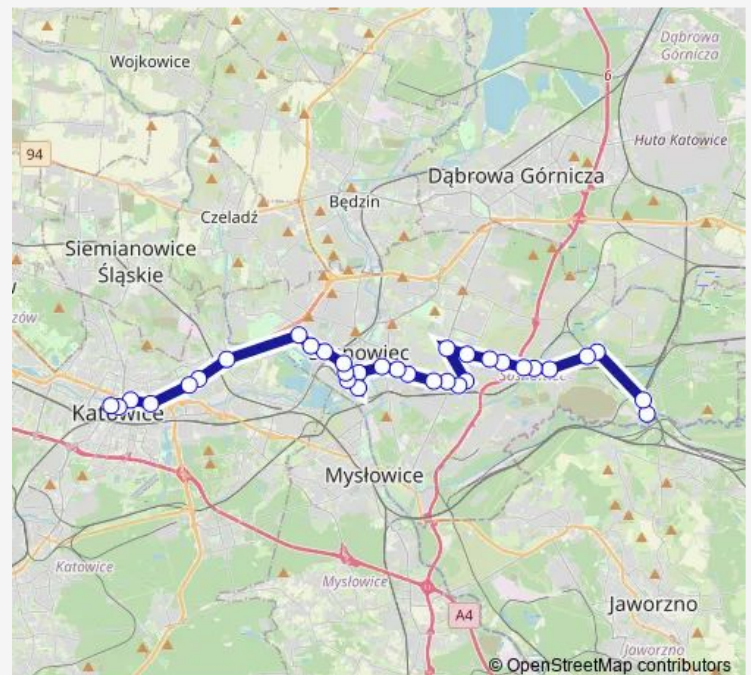 Dąbrowa
Górnicza
Wojkowice
6
Huta Katowice
94
Dąbrowa Górnicza
Będzin
Czeladź
Siemianowice
Śląskie
nowiec
Katowice
Mysłowice
Katowice
Mysłowice
A4
Jaworzno
Jaworzno
© OpenStreetMap contributors